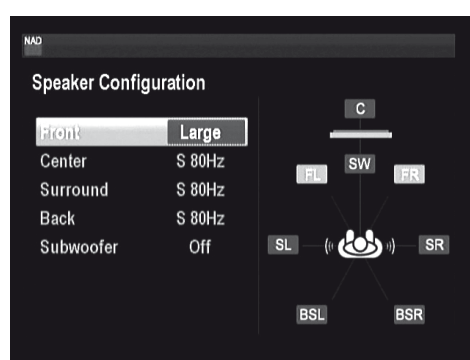 NAD
Speaker Configuration
Front Large
Center S 80Hz
Surround S 80Hz
Back S 80Hz
Subwoofer Off
C
SW
FL FR
SL SR
BSL BSR